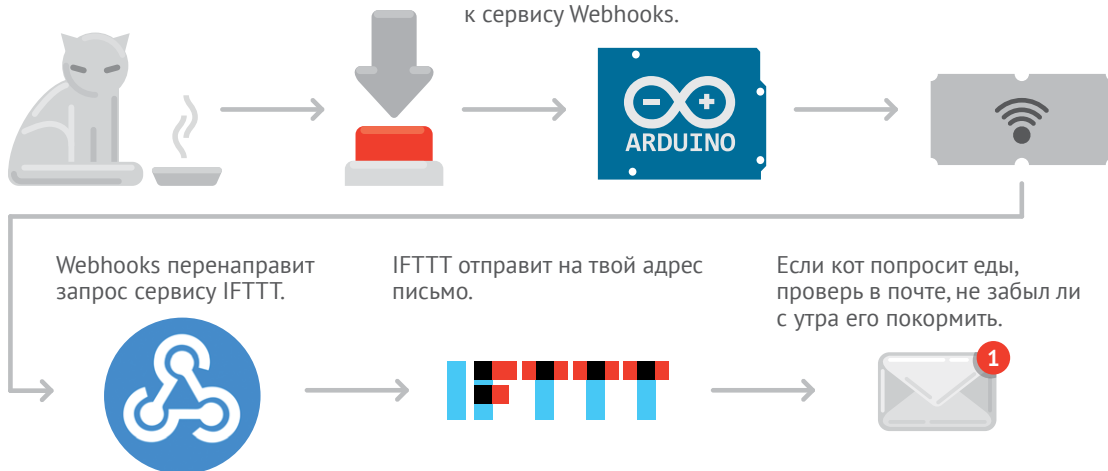 к сервису Webhooks.
ARDUINO
Webhooks перенаправит
запрос сервису IFTTT.
IFTTT отправит на твой адрес
письмо.
Если кот попросит еды,
проверь в почте, не забыл ли
с утра его покормить.
IFTTT
1